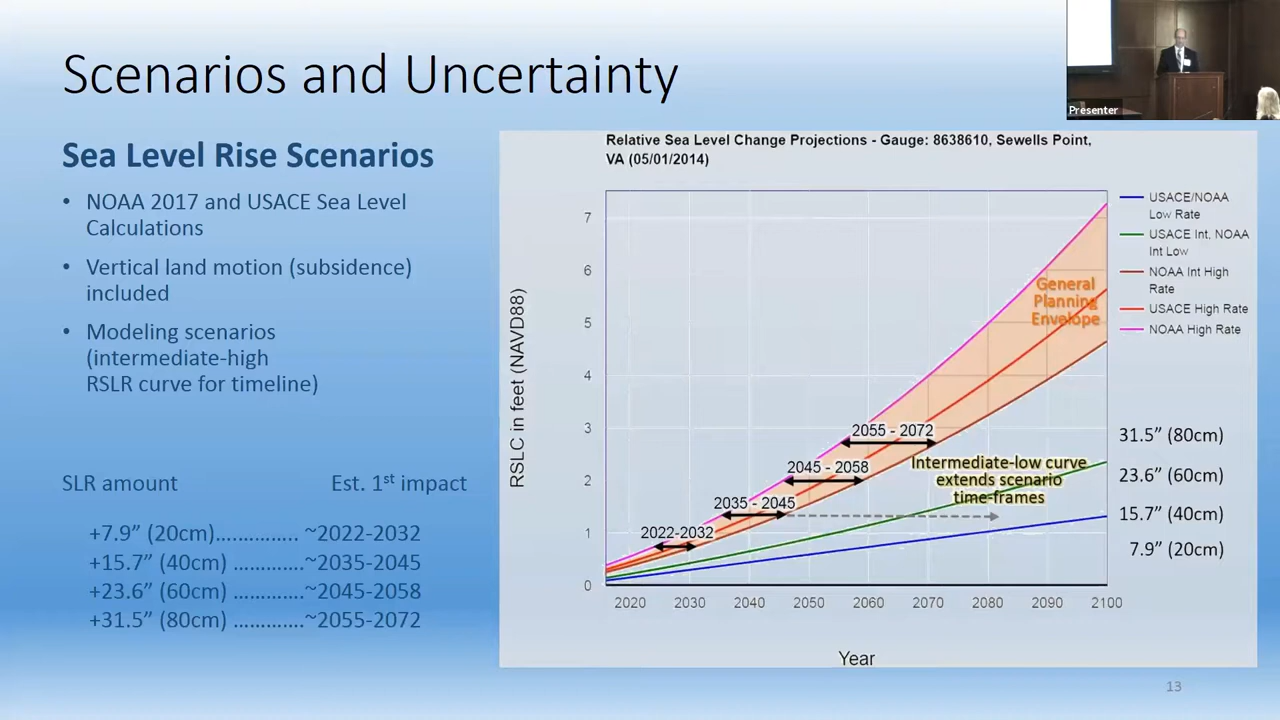 Scenarios and Uncertainty
Presenter
Sea Level Rise Scenarios
• NOAA 2017 and USACE Sea Level
Calculations
• Vertical land motion (subsidence)
included
• Modeling scenarios
(intermediate-high
RSLR curve for timeline)
SLR amount Est. 1st impact
+7.9” (20cm)…..……….. ~2022-2032
+15.7” (40cm) ………….~2035-2045
+23.6” (60cm) ………….~2045-2058
+31.5” (80cm) ………….~2055-2072
Relative Sea Level Change Projections - Gauge: 8638610, Sewells Point,
VA (05/01/2014)
RSLC in feet (NAVD88)
7
6
5
4
3
2
1
0
General
Planning
Envelope
2055 - 2072
2045 - 2058
2035 - 2045
2022-2032
Intermediate-low curve
extends scenario
time-frames
2020 2030 2040 2050 2060 2070 2080 2090 2100
Year
USACE/NOAA
Low Rate
USACE Int, NOAA
Int Low
NOAA Int High
Rate
USACE High Rate
NOAA High Rate
31.5” (80cm)
23.6” (60cm)
15.7” (40cm)
7.9” (20cm)
13